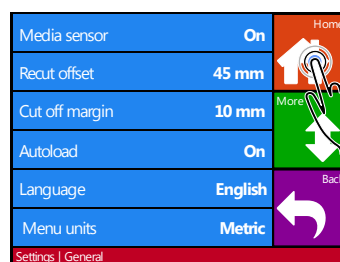 Media sensor On
Home
Recut offset 45 mm
Cut off margin 10 mm
More
Autoload On
Language English
Back
Menu units Metric
Settings | General